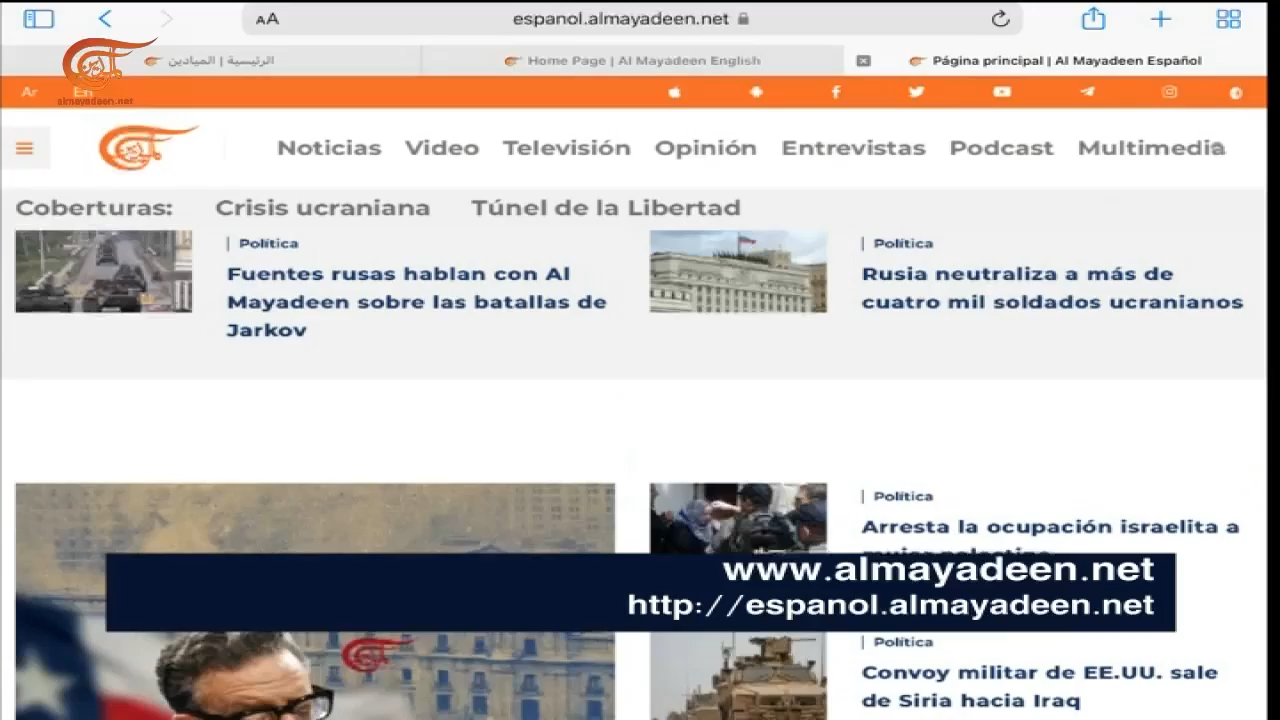 AA
espanol.almayadeen.net
الرئيسية | الميادين
Home Page | Al Mayadeen English
Página principal | Al Mayadeen Español
Ar
En
almayadeen.net
Noticias
Video
Televisión
Opinión
Entrevistas
Podcast
Multimedia
Coberturas:
Crisis ucraniana
Túnel de la Libertad
| Política
Fuentes rusas hablan con Al
Mayadeen sobre las batallas de
Jarkov
| Política
Rusia neutraliza a más de
cuatro mil soldados ucranianos
| Política
Arresta la ocupación israelita a
www.almayadeen.net
http://espanol.almayadeen.net
Política
Convoy militar de EE.UU. sale
de Siria hacia Iraq